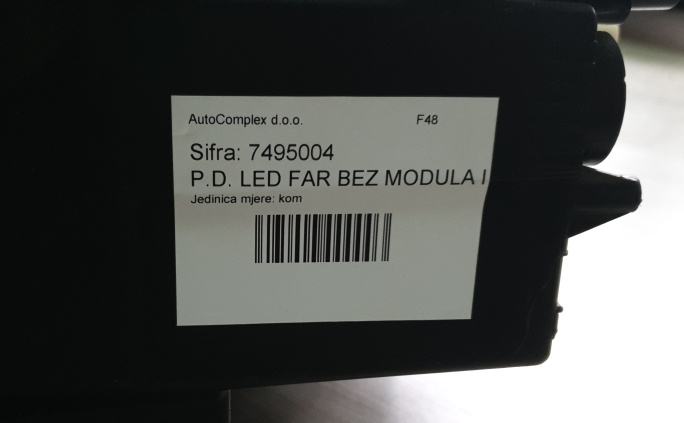 AutoComplex d.o.o. F48
Sifra: 7495004
P.D. LED FAR BEZ MODULA I
Jedinica mjere: kom